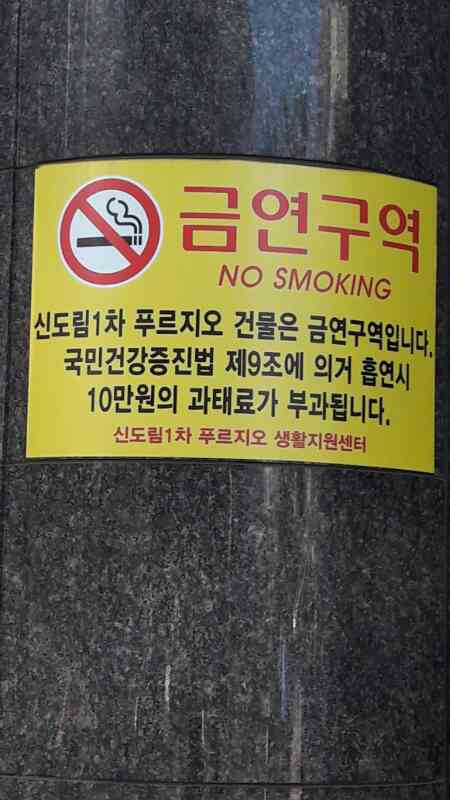 금연구역
NO SMOKING
신도림1차 푸르지오 건물은 금연구역입니다.
국민건강증진법 제9조에 의거 흡연시
10만원의 과태료가 부과됩니다.
신도림1차 푸르지오 생활지원센터